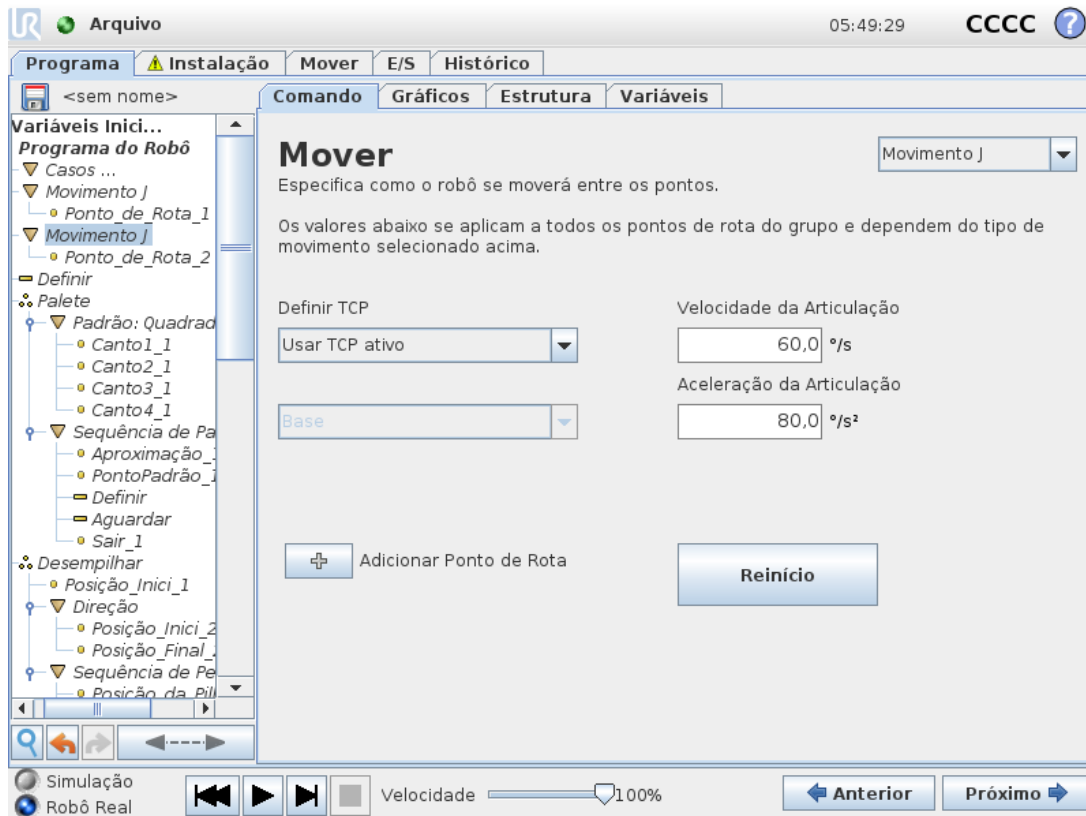 UR Arquivo 05:49:29 CCCC ?
Programa Instalação Mover E/S Histórico
<sem nome> Comando Gráficos Estrutura Variáveis
Variáveis Inici...
Programa do Robô
Casos ...
Movimento J
Ponto_de_Rota_1
Movimento J
Ponto_de_Rota_2
Definir
Palete
Padrão: Quadrad
Canto1_1
Canto2_1
Canto3_1
Canto4_1
Sequência de Pa
Aproximação_1
PontoPadrão_1
Definir
Aguardar
Sair_1
Desempilhar
Posição_Inici_1
Direção
Posição_Inici_2
Posição_Final_2
Sequência de Pe
Posição_da_Pil
Mover
Movimento J
Especifica como o robô se moverá entre os pontos.
Os valores abaixo se aplicam a todos os pontos de rota do grupo e dependem do tipo de
movimento selecionado acima.
Definir TCP
Usar TCP ativo
Base
Velocidade da Articulação
60,0 °/s
Aceleração da Articulação
80,0 °/s²
Adicionar Ponto de Rota
Reinício
Simulação
Robô Real
Velocidade 100%
Anterior Próximo